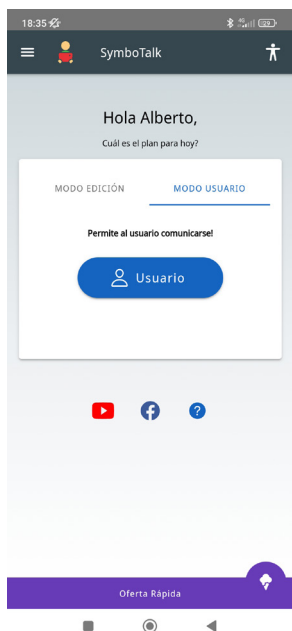 18:35
SymboTalk
Hola Alberto,
Cuál es el plan para hoy?
MODO EDICIÓN
MODO USUARIO
Permite al usuario comunicarse!
Usuario
Oferta Rápida